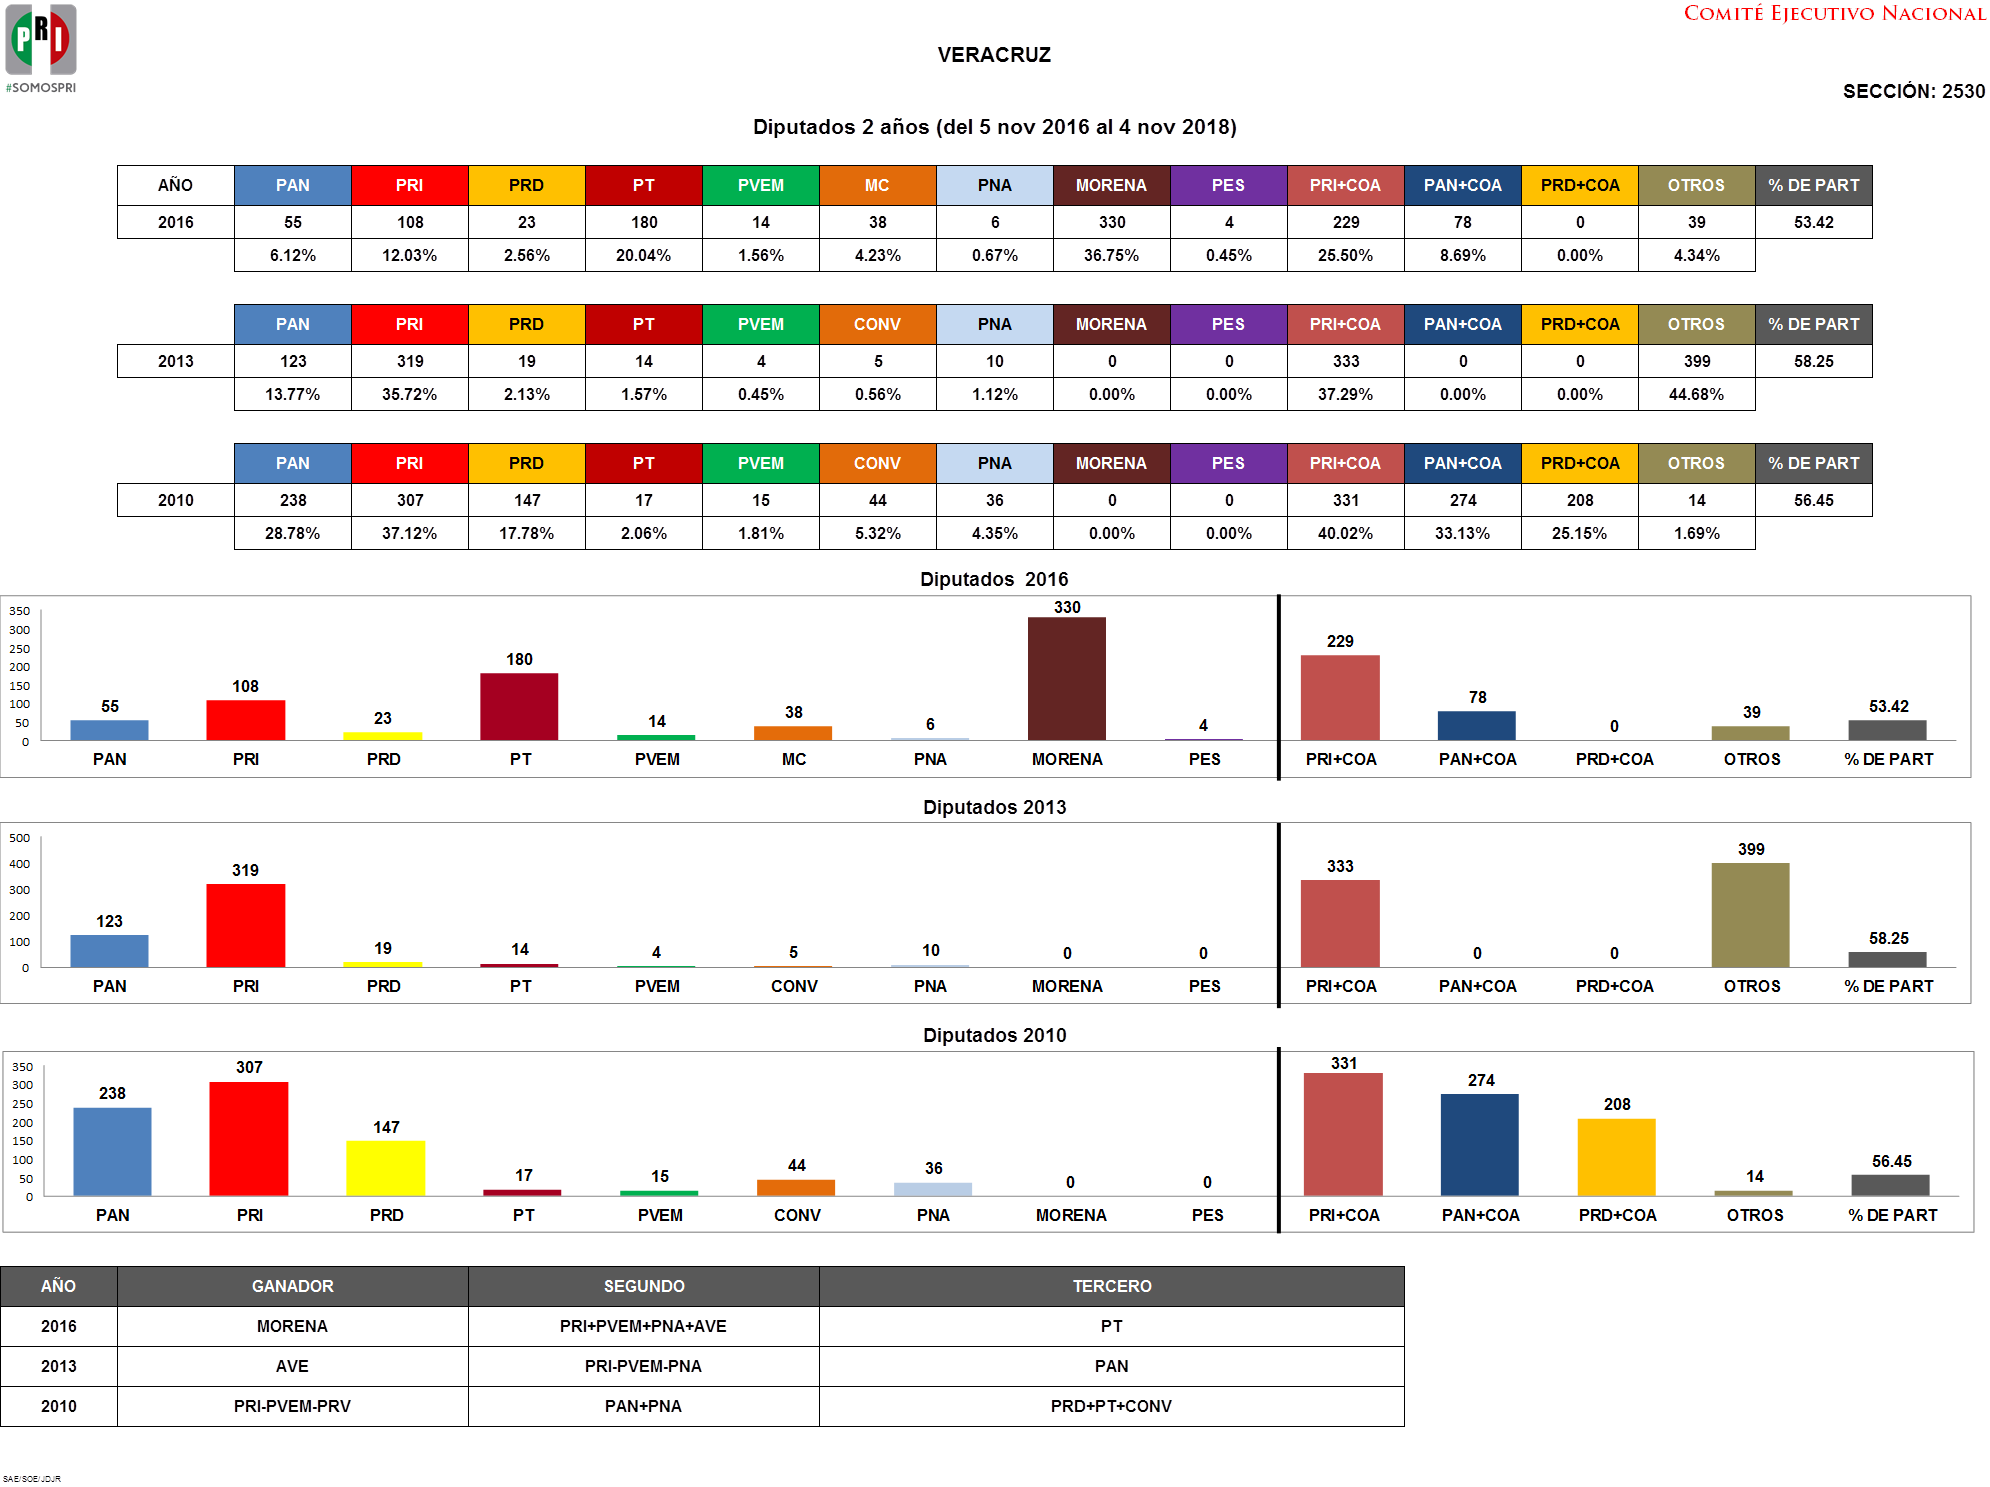 PRI
#SOMOSPRI
COMITÉ EJECUTIVO NACIONAL
VERACRUZ
SECCIÓN: 2530
Diputados 2 años (del 5 nov 2016 al 4 nov 2018)
AÑO PAN PRI PRD PT PVEM MC PNA MORENA PES PRI+COA PAN+COA PRD+COA OTROS % DE PART
2016 55 108 23 180 14 38 6 330 4 229 78 0 39 53.42
6.12% 12.03% 2.56% 20.04% 1.56% 4.23% 0.67% 36.75% 0.45% 25.50% 8.69% 0.00% 4.34%
PAN PRI PRD PT PVEM CONV PNA MORENA PES PRI+COA PAN+COA PRD+COA OTROS % DE PART
2013 123 319 19 14 4 5 10 0 0 333 0 0 399 58.25
13.77% 35.72% 2.13% 1.57% 0.45% 0.56% 1.12% 0.00% 0.00% 37.29% 0.00% 0.00% 44.68%
PAN PRI PRD PT PVEM CONV PNA MORENA PES PRI+COA PAN+COA PRD+COA OTROS % DE PART
2010 238 307 147 17 15 44 36 0 0 331 274 208 14 56.45
28.78% 37.12% 17.78% 2.06% 1.81% 5.32% 4.35% 0.00% 0.00% 40.02% 33.13% 25.15% 1.69%
Diputados 2016
350
300
250
200
150
100
50
0
55 108 23 180 14 38 6 330 4 229 78 0 39 53.42
PAN PRI PRD PT PVEM MC PNA MORENA PES PRI+COA PAN+COA PRD+COA OTROS % DE PART
Diputados 2013
500
400
300
200
100
0
123 319 19 14 4 5 10 0 0 333 0 0 399 58.25
PAN PRI PRD PT PVEM CONV PNA MORENA PES PRI+COA PAN+COA PRD+COA OTROS % DE PART
Diputados 2010
350
300
250
200
150
100
50
0
238 307 147 17 15 44 36 0 0 331 274 208 14 56.45
PAN PRI PRD PT PVEM CONV PNA MORENA PES PRI+COA PAN+COA PRD+COA OTROS % DE PART
AÑO GANADOR SEGUNDO TERCERO
2016 MORENA PRI+PVEM+PNA+AVE PT
2013 AVE PRI-PVEM-PNA PAN
2010 PRI-PVEM-PRV PAN+PNA PRD+PT+CONV
SAE/SOE/JDJR